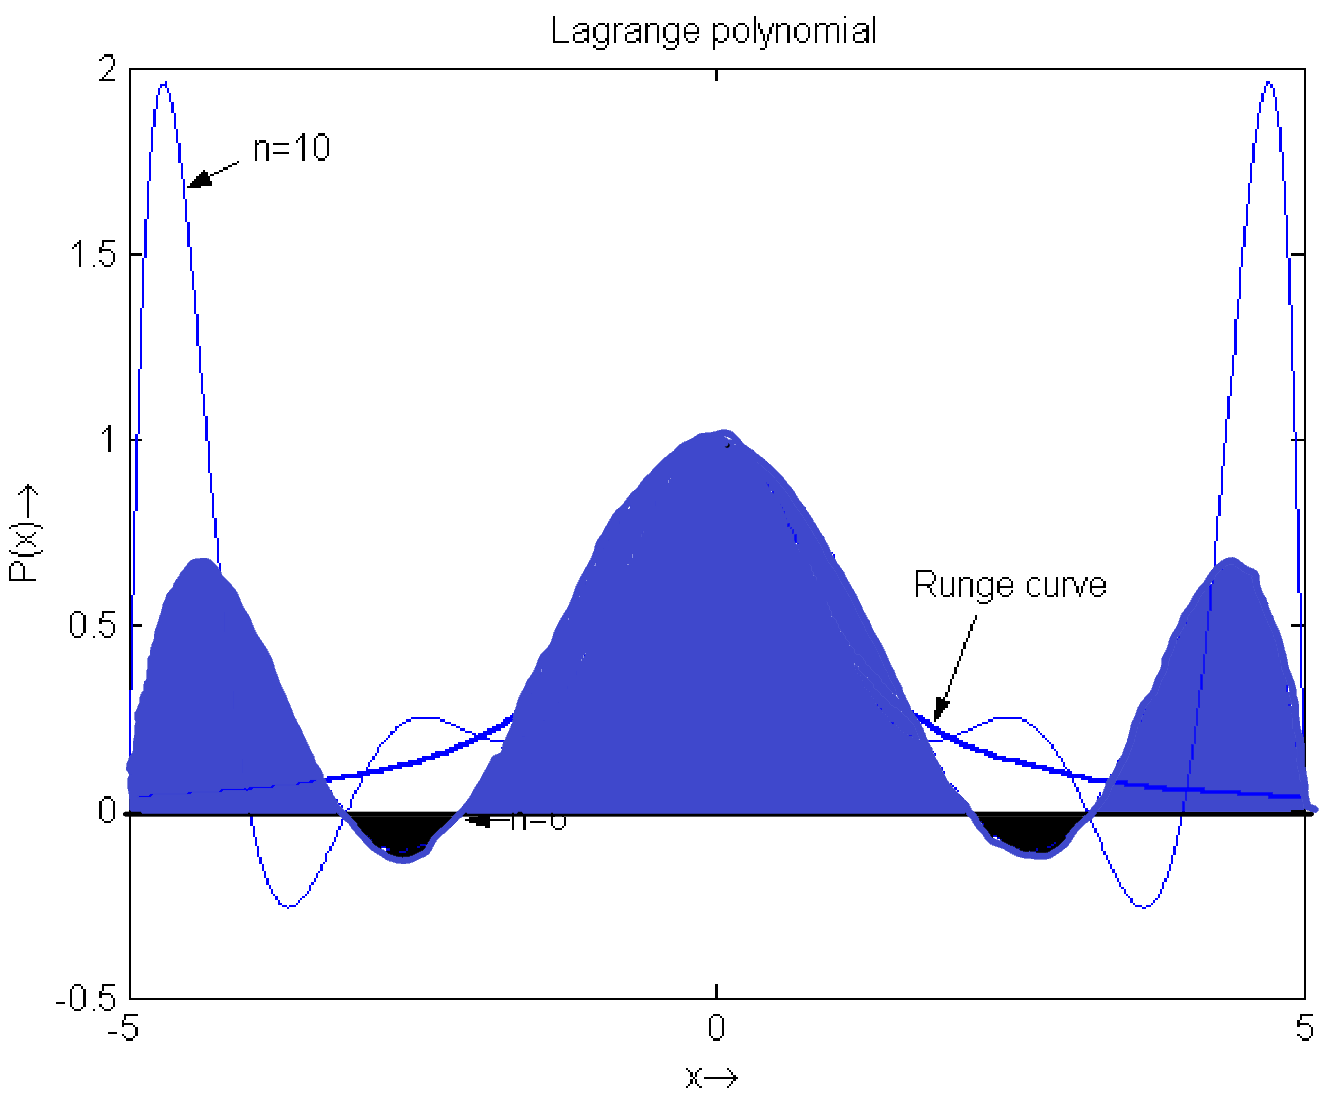 Lagrange polynomial
2
n=10
1.5
1
P(x)→
Runge curve
0.5
0
-0.5
-5
0
5
x→